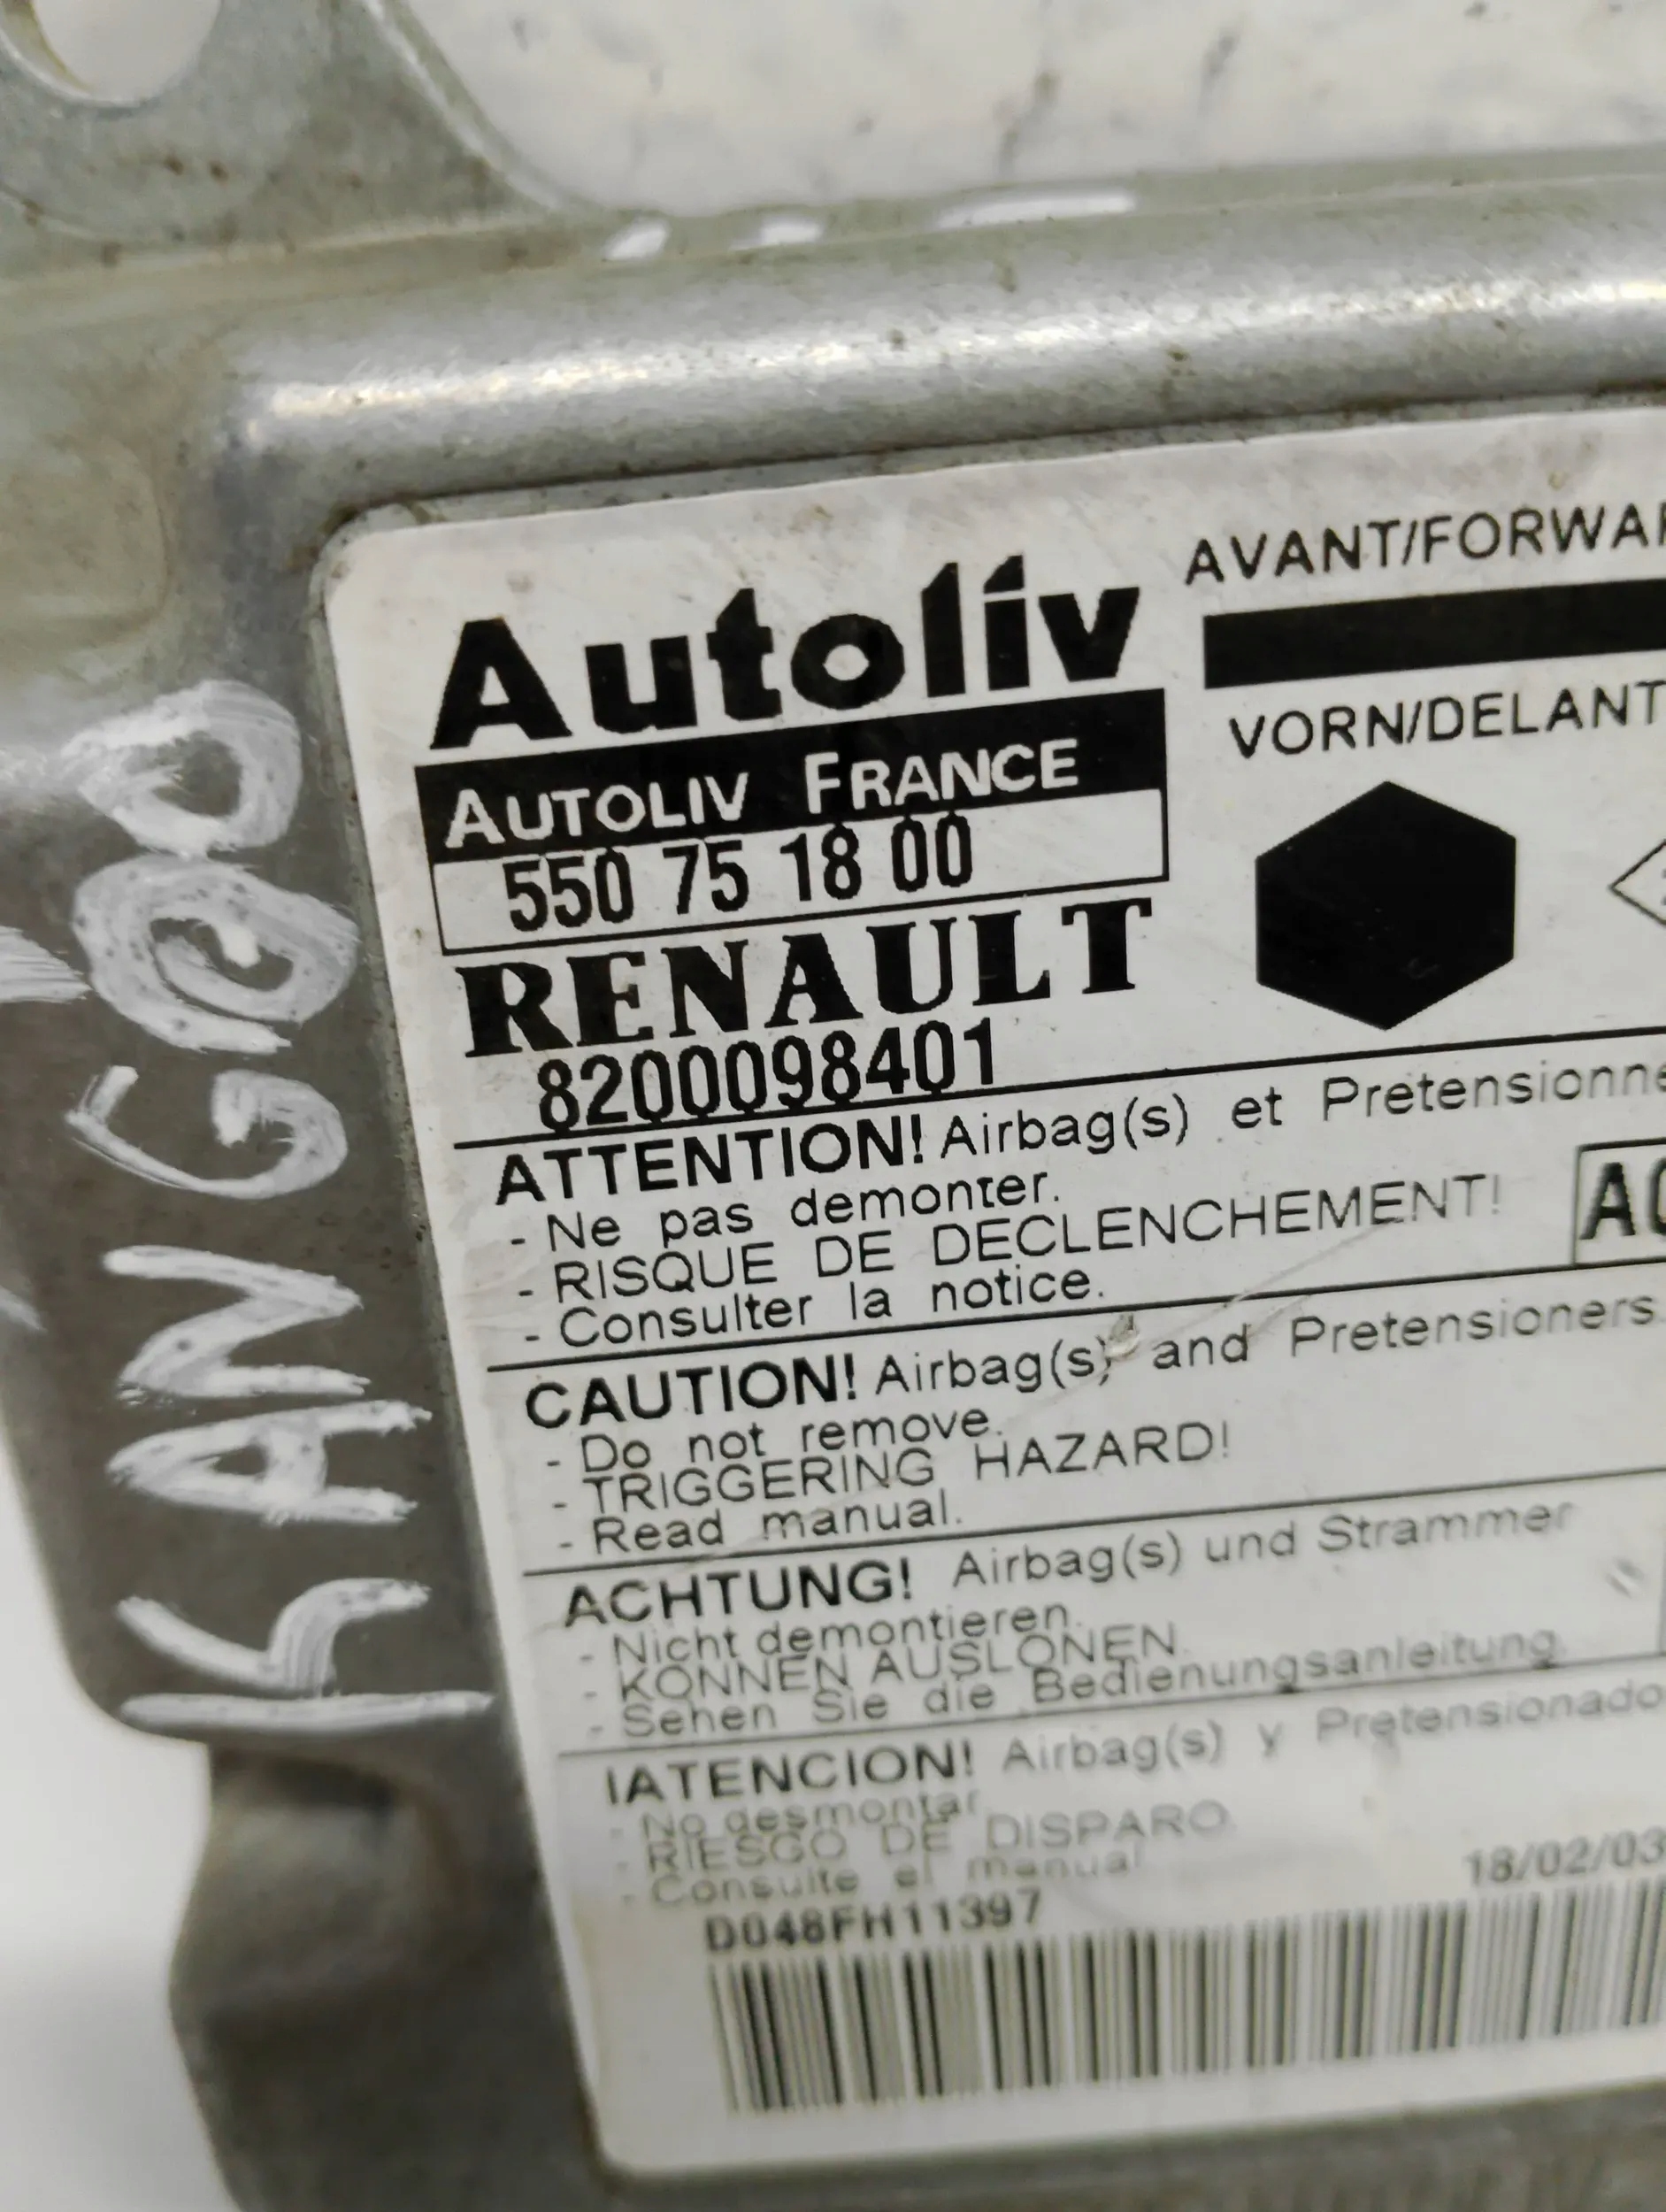 Autoliv
AUTOLIV FRANCE
550 75 18 00
RENAULT
8200098401
AVANT/FORWAR
VORN/DELANT
ATTENTION! Airbag(s) et Pretensionne
- Ne pas demonter.
- RISQUE DE DECLENCHEMENT!
- Consulter la notice.
CAUTION! Airbag(s) and Pretensioners.
- Do not remove.
- TRIGGERING HAZARD!
- Read manual.
ACHTUNG! Airbag(s) und Strammer
- Nicht demontieren.
- KONNEN AUSLONEN.
- Sehen Sie die Bedienungsanleitung.
IATENCION! Airbag(s) y Pretensionado
- No desmontar
- RIESGO DE DISPARO.
- Consulte el manual
18/02/03
D048FH11397
KANGOO